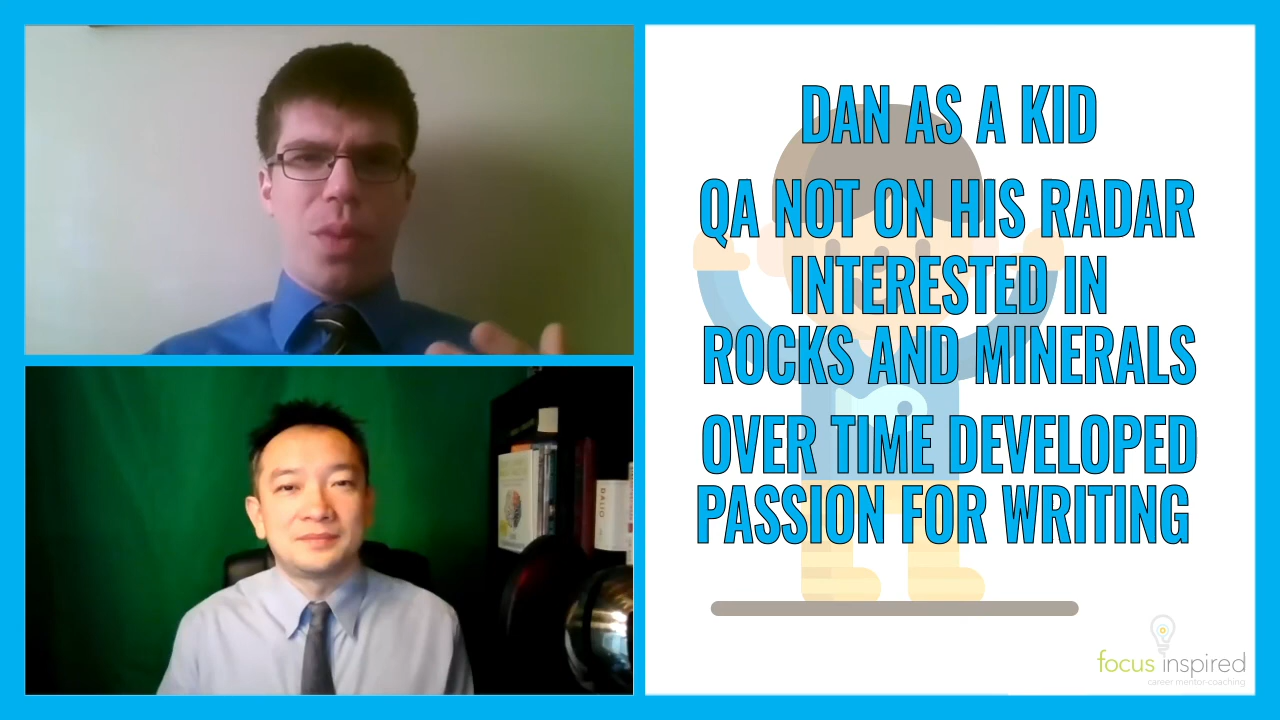 DAN AS A KID
QA NOT ON HIS RADAR
INTERESTED IN
ROCKS AND MINERALS
OVER TIME DEVELOPED
PASSION FOR WRITING
DALIO
focus inspired
career mentor-coaching